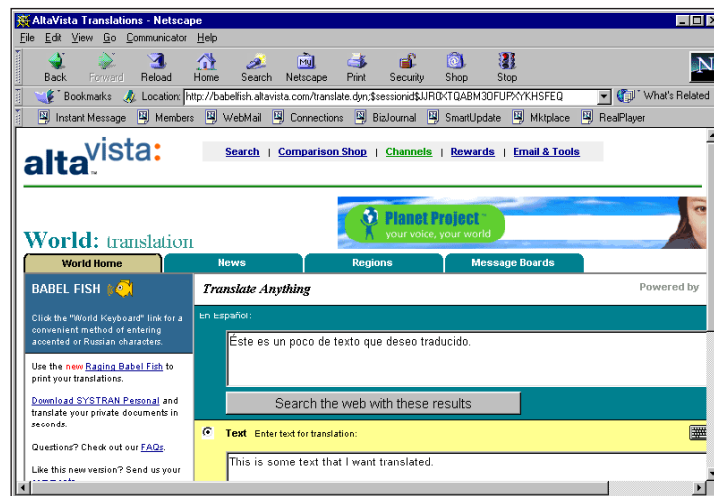 AltaVista Translations - Netscape
File Edit View Go Communicator Help
Back Forward Reload Home Search Netscape Print Security Shop Stop
Bookmarks Location: http://babelfish.altavista.com/translate.dyn;$sessionid$JJR0XTQABM3OFUPXYKHSFEQ What's Related
Instant Message Members WebMail Connections BizJournal SmartUpdate Mktplace RealPlayer
altavista:
Search | Comparison Shop | Channels | Rewards | Email & Tools
Planet Project
your voice, your world
World: translation
World Home News Regions Message Boards
BABEL FISH
Click the "World Keyboard" link for a
convenient method of entering
accented or Russian characters.
Use the new Raging Babel Fish to
print your translations.
Download SYSTRAN Personal and
translate your private documents in
seconds.
Questions? Check out our FAQs.
Like this new version? Send us your
Translate Anything Powered by
En Español:
Éste es un poco de texto que deseo traducido.
Search the web with these results
Text Enter text for translation:
This is some text that I want translated.